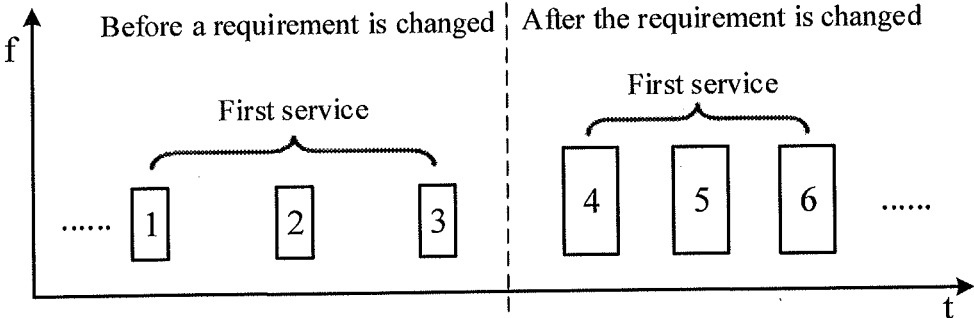 Before a requirement is changed
After the requirement is changed
f
First service
First service
...... 1 2 3
4 5 6 ......
t